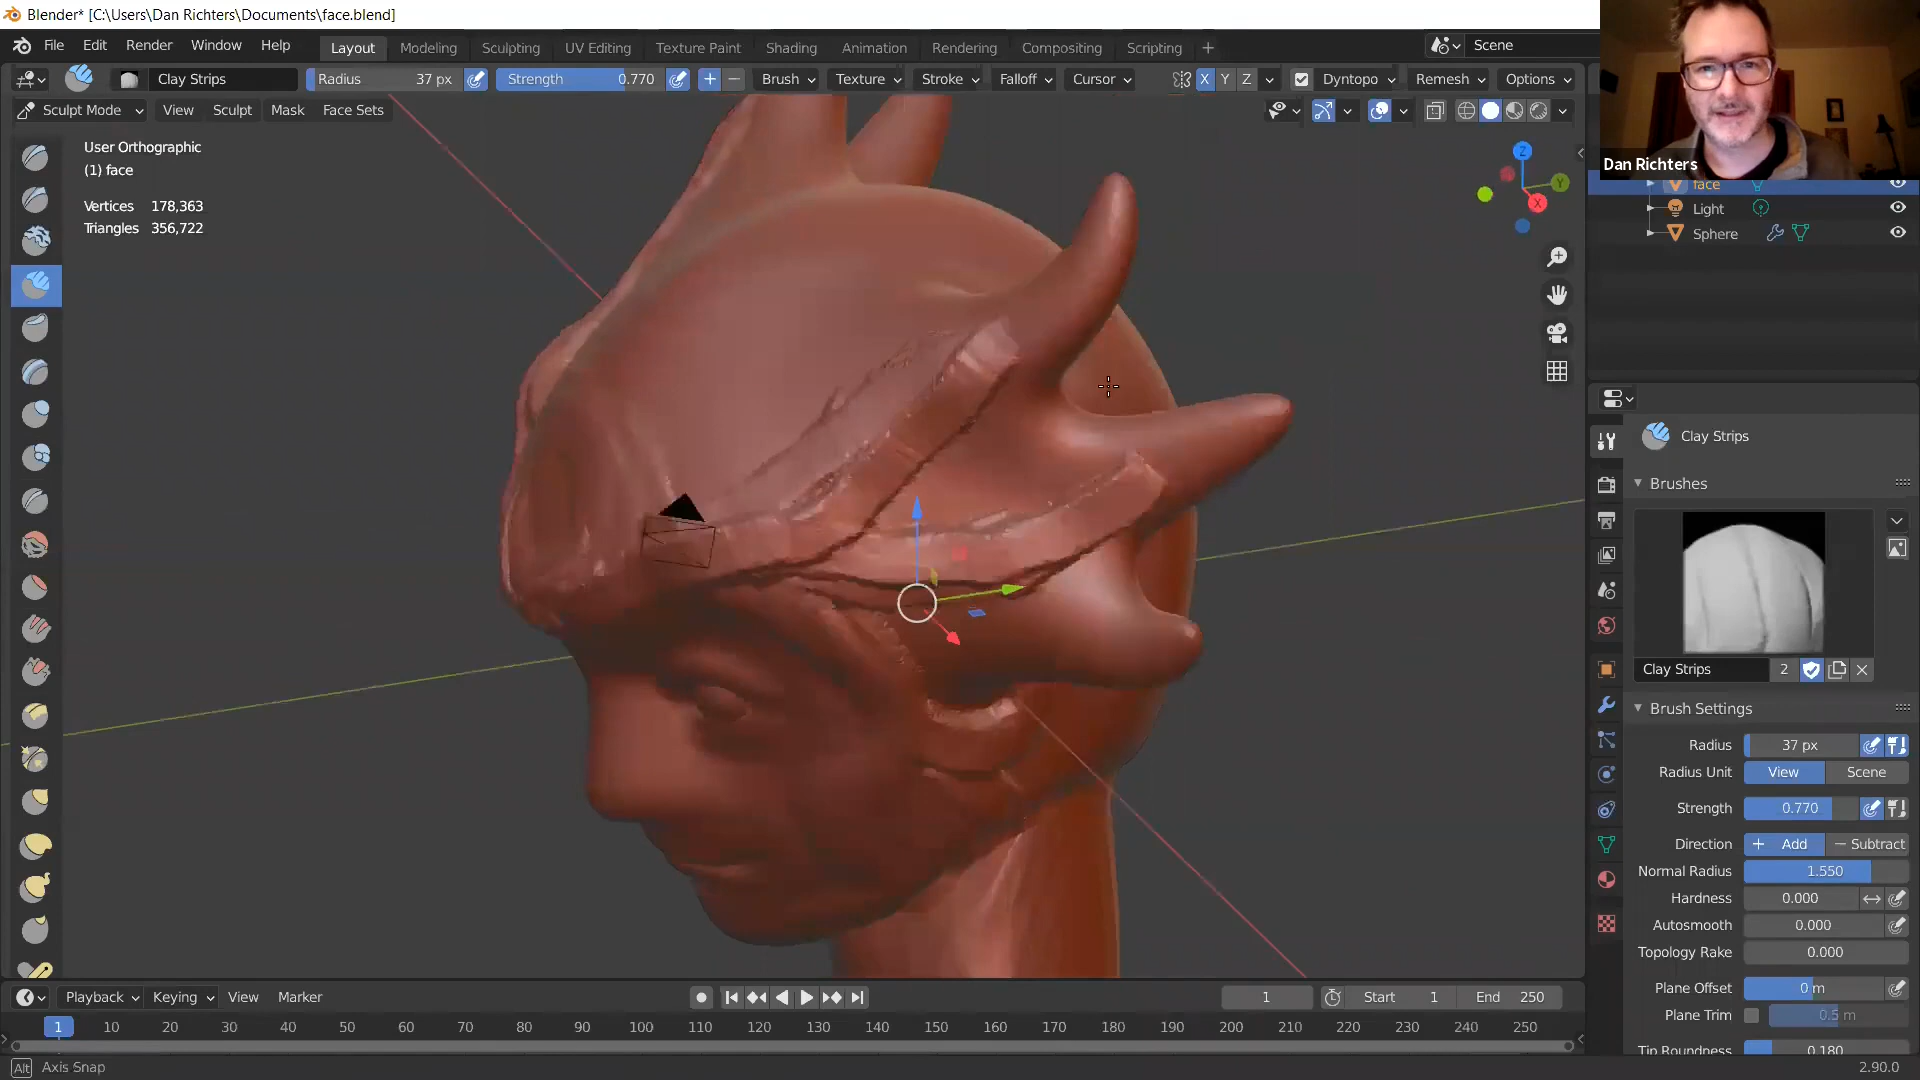 Blender* [C:\Users\Dan Richters\Documents\face.blend]
File Edit Render Window Help Layout Modeling Sculpting UV Editing Texture Paint Shading Animation Rendering Compositing Scripting + Scene
Clay Strips Radius 37 px Strength 0.770 + − Brush Texture Stroke Falloff Cursor X Y Z Dyntopo Remesh Options
Sculpt Mode View Sculpt Mask Face Sets
User Orthographic
(1) face
Vertices 178,363
Triangles 356,722
Z
Y
X
Dan Richters
face
Light
Sphere
Clay Strips
Brushes
Clay Strips 2
Brush Settings
Radius 37 px
Radius Unit View Scene
Strength 0.770
Direction + Add − Subtract
Normal Radius 1.550
Hardness 0.000
Autosmooth 0.000
Topology Rake 0.000
Plane Offset 0 m
Plane Trim 0.5 m
Tip Roundness 0.180
Playback Keying View Marker 1 Start 1 End 250
1 10 20 30 40 50 60 70 80 90 100 110 120 130 140 150 160 170 180 190 200 210 220 230 240 250
Alt Axis Snap 2.90.0